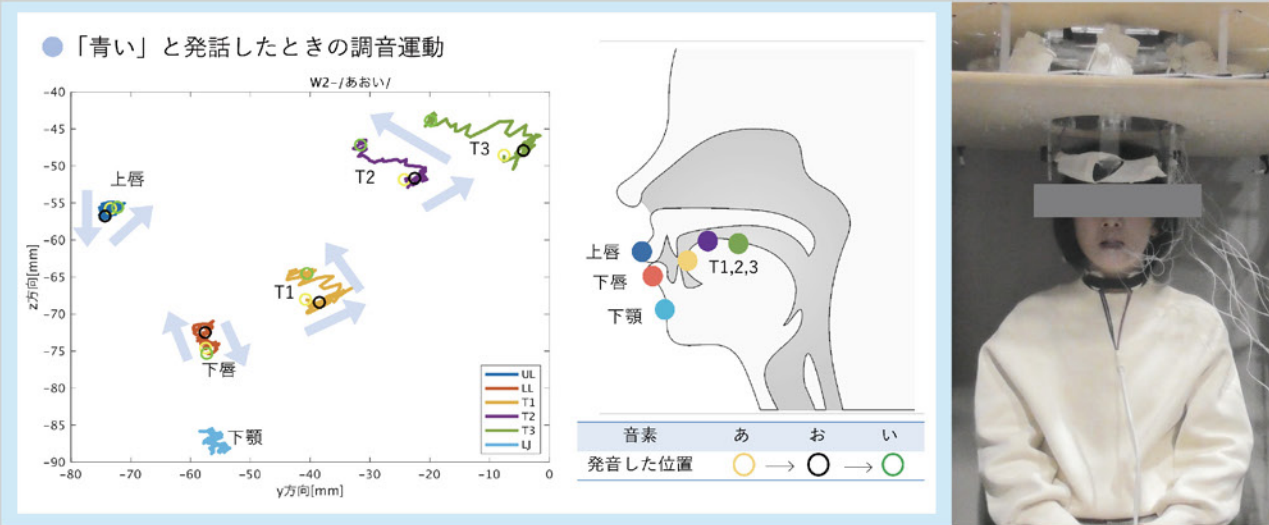 「青い」と発話したときの調音運動
W2-/あおい/
-40
-45
-50
-55
-60
-65
-70
-75
-80
-85
-90
z方向[mm]
-80
-70
-60
-50
-40
-30
-20
-10
0
y方向[mm]
上唇
T1
T2
T3
下唇
下顎
UL
LL
T1
T2
T3
LJ
上唇
下唇
下顎
T1,2,3
音素 あ お い
発音した位置 → →